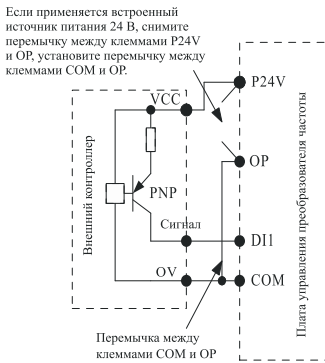 Если применяется встроенный
источник питания 24 В, снимите
перемычку между клеммами P24V
и OP, установите перемычку между
клеммами COM и OP.
VCC
P24V
OP
PNP
Внешний контроллер
Сигнал
DI1
OV
COM
Плата управления преобразователя частоты
Перемычка между
клеммами COM и OP